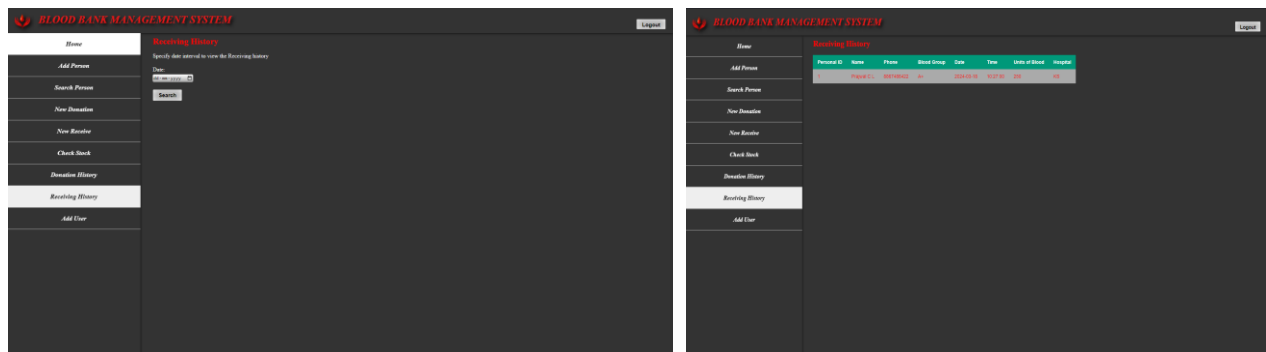 BLOOD BANK MANAGEMENT SYSTEM
Logout
Home
Add Person
Search Person
New Donation
New Receive
Check Stock
Donation History
Receiving History
Add User
Receiving History
Specify date interval to view the Receiving history
Date:
Search
BLOOD BANK MANAGEMENT SYSTEM
Logout
Home
Add Person
Search Person
New Donation
New Receive
Check Stock
Donation History
Receiving History
Add User
Receiving History
Personal ID Name Phone Blood Group Date Time Units of Blood Hospital